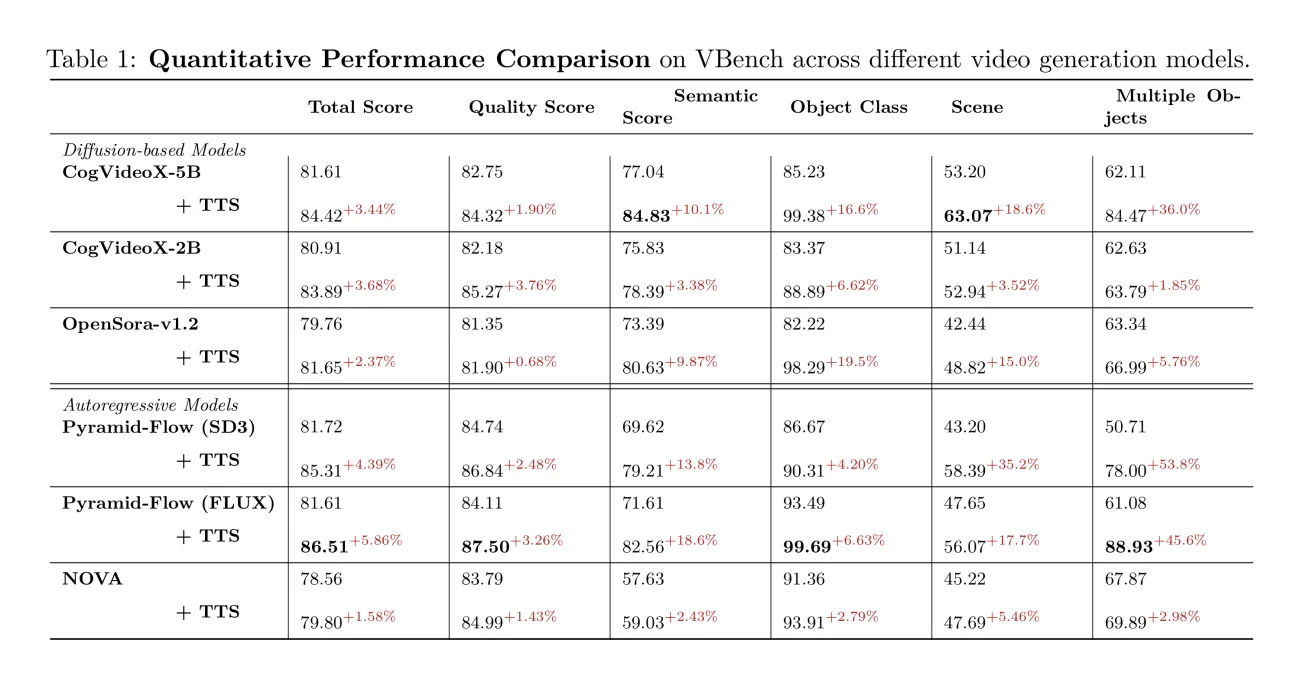 Table 1: Quantitative Performance Comparison on VBench across different video generation models.
Total Score Quality Score Semantic Score Object Class Scene Multiple Ob-jects
Diffusion-based Models
CogVideoX-5B 81.61 82.75 77.04 85.23 53.20 62.11
+ TTS 84.42+3.44% 84.32+1.90% 84.83+10.1% 99.38+16.6% 63.07+18.6% 84.47+36.0%
CogVideoX-2B 80.91 82.18 75.83 83.37 51.14 62.63
+ TTS 83.89+3.68% 85.27+3.76% 78.39+3.38% 88.89+6.62% 52.94+3.52% 63.79+1.85%
OpenSora-v1.2 79.76 81.35 73.39 82.22 42.44 63.34
+ TTS 81.65+2.37% 81.90+0.68% 80.63+9.87% 98.29+19.5% 48.82+15.0% 66.99+5.76%
Autoregressive Models
Pyramid-Flow (SD3) 81.72 84.74 69.62 86.67 43.20 50.71
+ TTS 85.31+4.39% 86.84+2.48% 79.21+13.8% 90.31+4.20% 58.39+35.2% 78.00+53.8%
Pyramid-Flow (FLUX) 81.61 84.11 71.61 93.49 47.65 61.08
+ TTS 86.51+5.86% 87.50+3.26% 82.56+18.6% 99.69+6.63% 56.07+17.7% 88.93+45.6%
NOVA 78.56 83.79 57.63 91.36 45.22 67.87
+ TTS 79.80+1.58% 84.99+1.43% 59.03+2.43% 93.91+2.79% 47.69+5.46% 69.89+2.98%